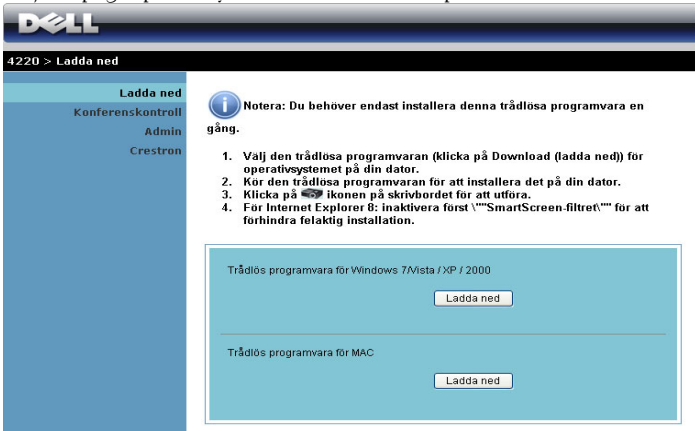 DELL
4220 > Ladda ned
Ladda ned
Konferenskontroll
Admin
Crestron
Notera: Du behöver endast installera denna trådlösa programvara en
gång.
1. Välj den trådlösa programvaran (klicka på Download (ladda ned)) för
operativsystemet på din dator.
2. Kör den trådlösa programvaran för att installera det på din dator.
3. Klicka på ikonen på skrivbordet för att utföra.
4. För Internet Explorer 8: inaktivera först \""SmartScreen-filtret\"" för att
förhindra felaktig installation.
Trådlös programvara för Windows 7/Vista / XP / 2000
Ladda ned
Trådlös programvara för MAC
Ladda ned